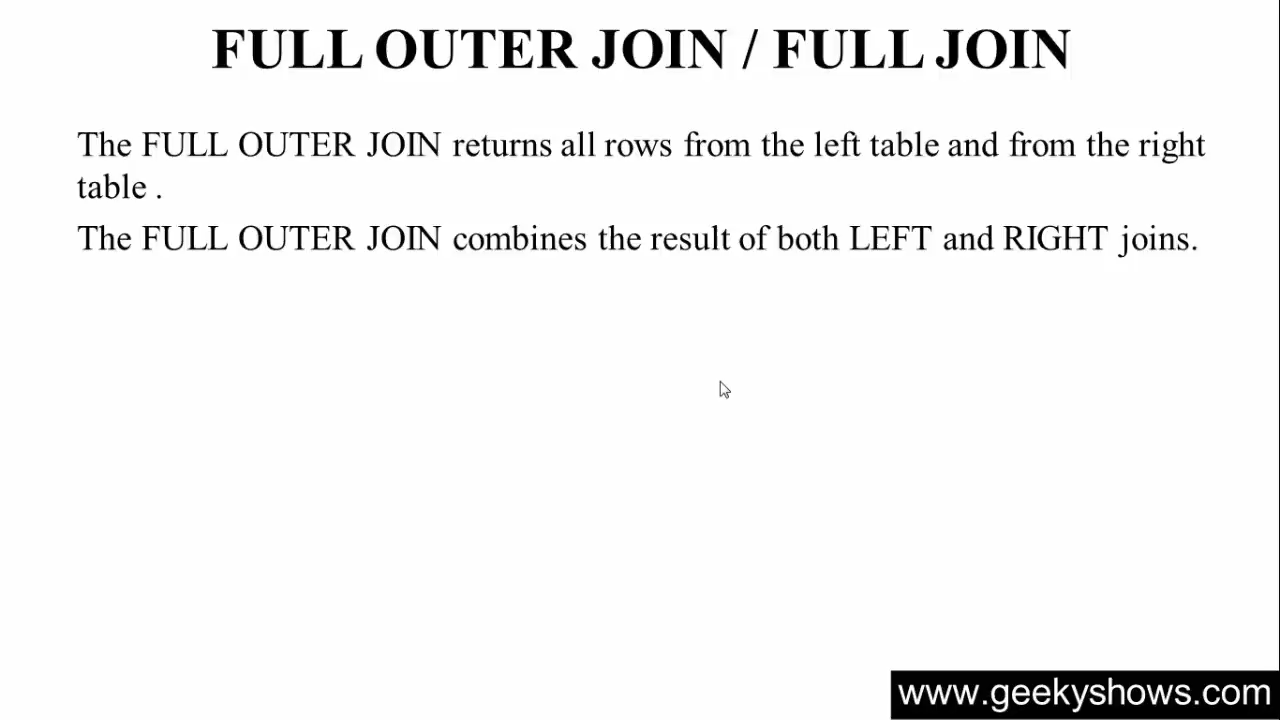 FULL OUTER JOIN / FULL JOIN
The FULL OUTER JOIN returns all rows from the left table and from the right
table .
The FULL OUTER JOIN combines the result of both LEFT and RIGHT joins.
www.geekyshows.com